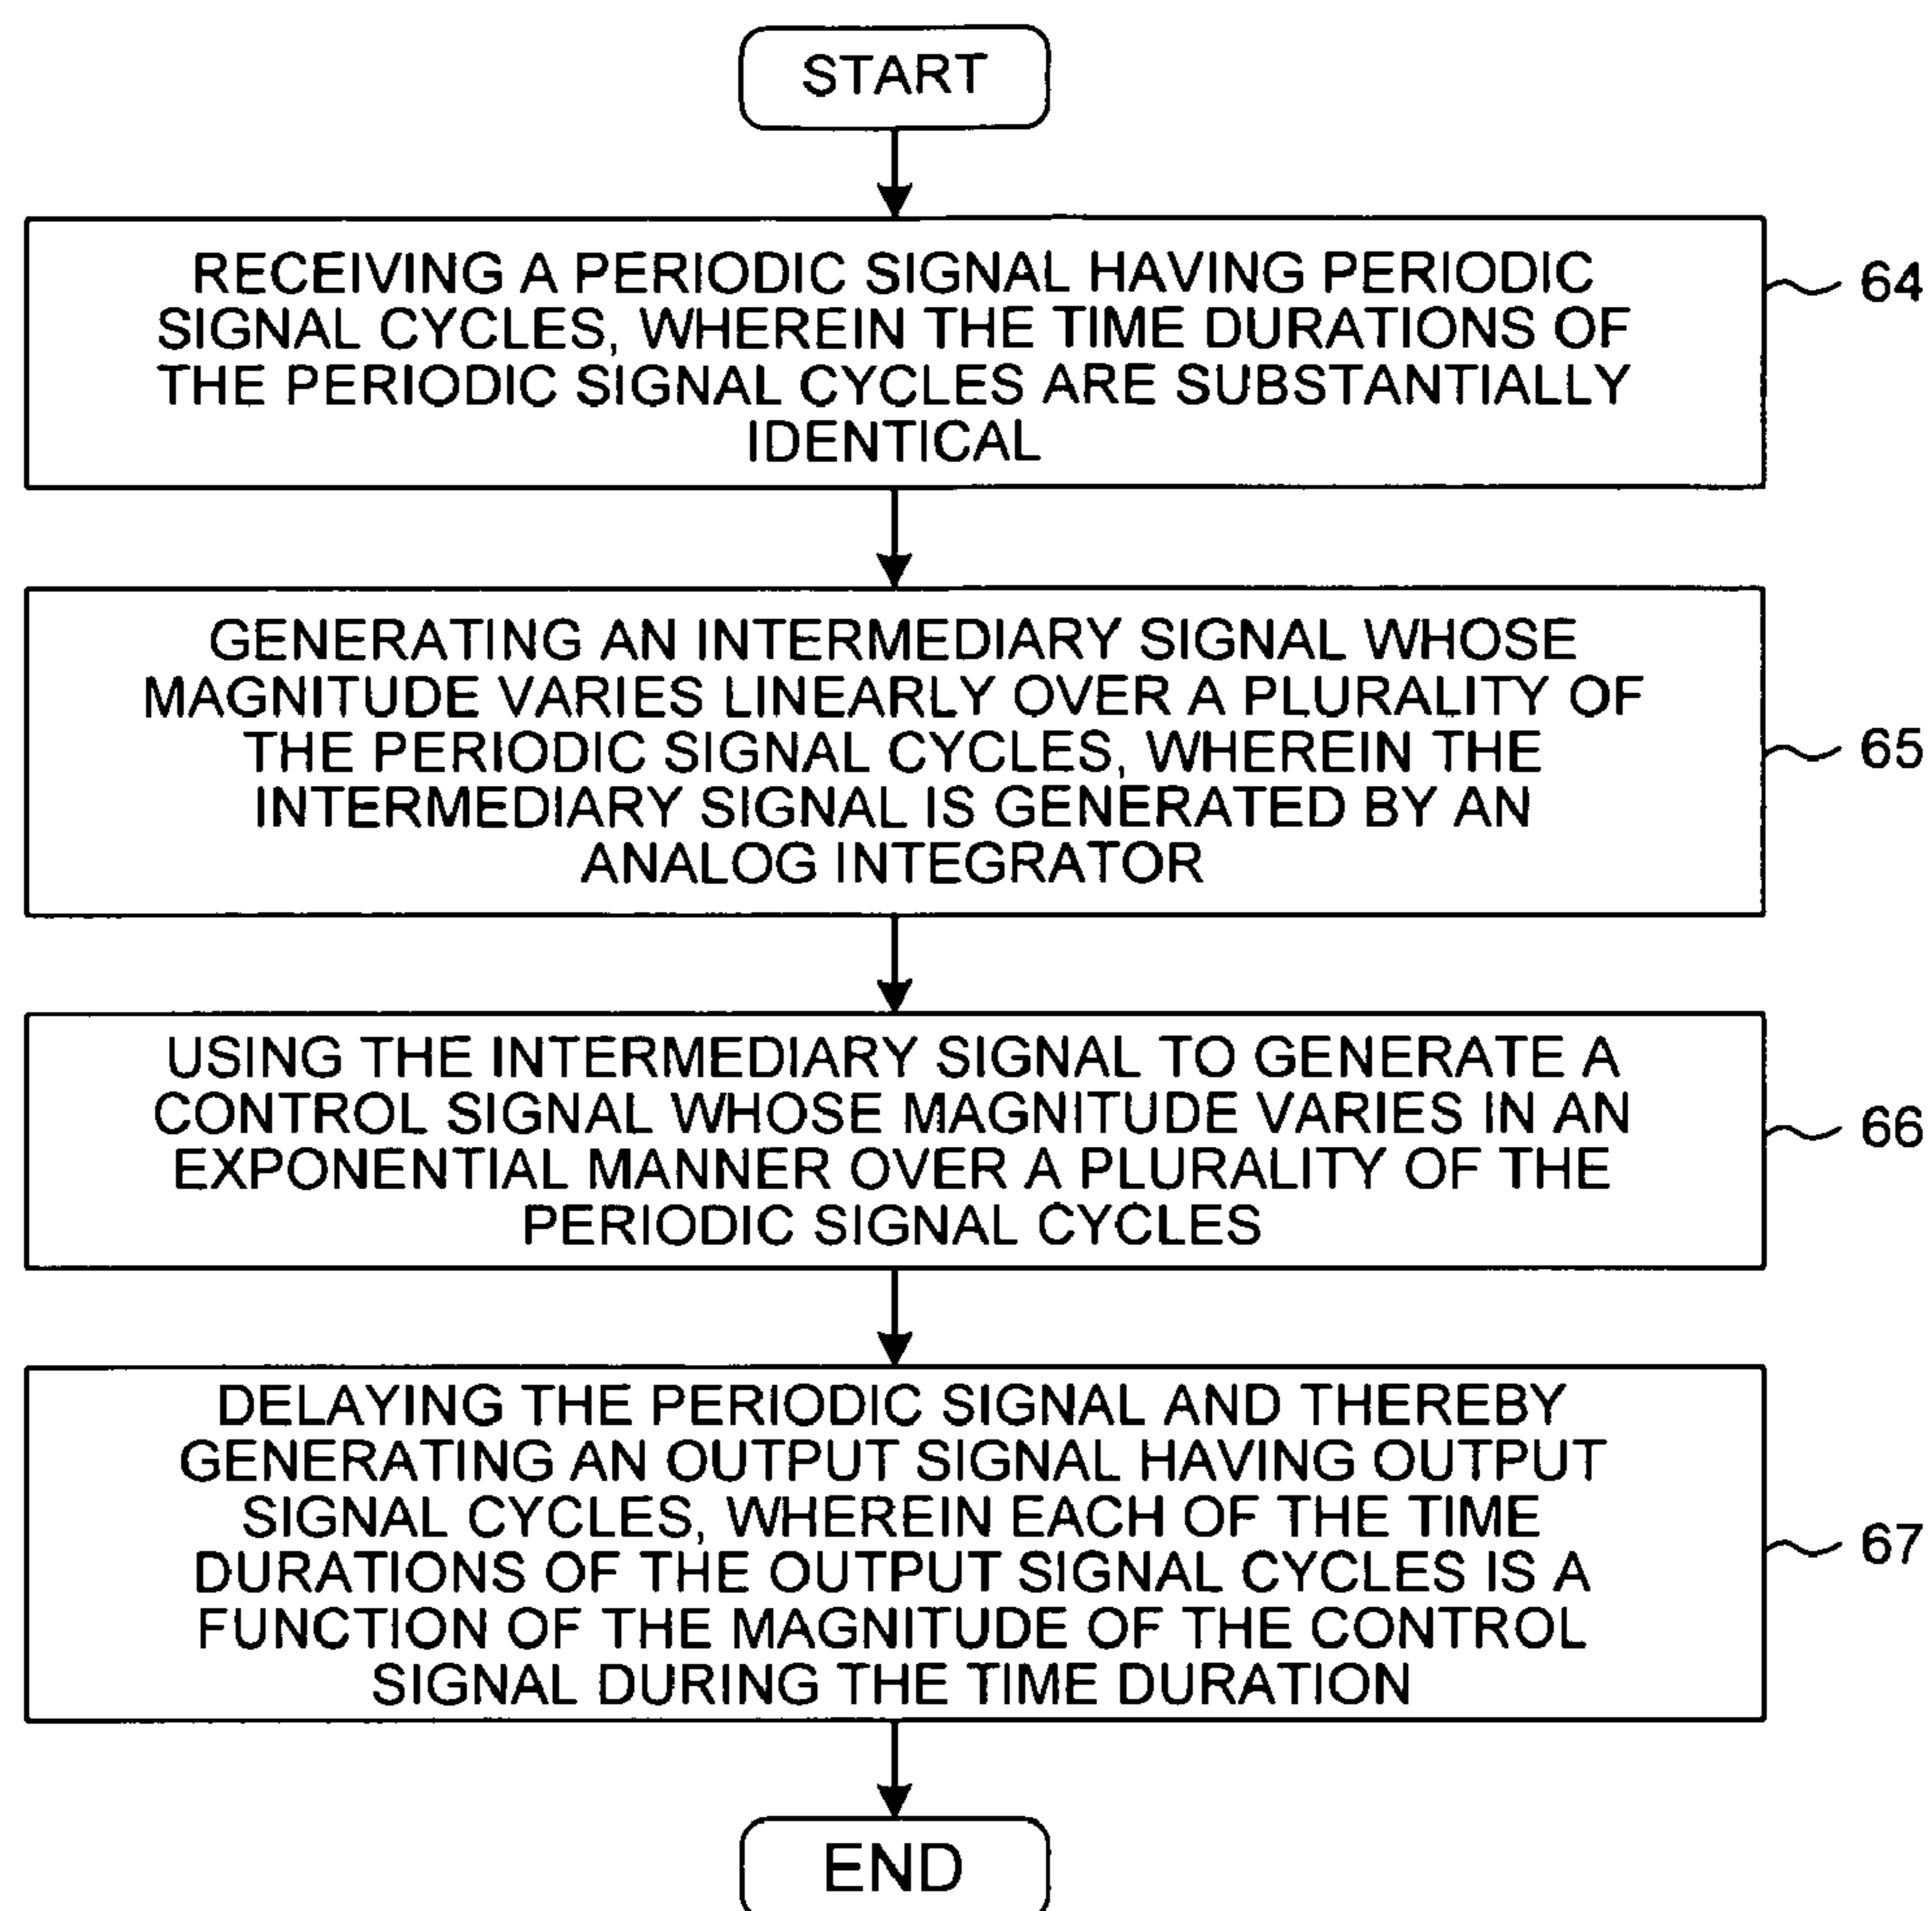 START
RECEIVING A PERIODIC SIGNAL HAVING PERIODIC
SIGNAL CYCLES, WHEREIN THE TIME DURATIONS OF
THE PERIODIC SIGNAL CYCLES ARE SUBSTANTIALLY
IDENTICAL
64
GENERATING AN INTERMEDIARY SIGNAL WHOSE
MAGNITUDE VARIES LINEARLY OVER A PLURALITY OF
THE PERIODIC SIGNAL CYCLES, WHEREIN THE
INTERMEDIARY SIGNAL IS GENERATED BY AN
ANALOG INTEGRATOR
65
USING THE INTERMEDIARY SIGNAL TO GENERATE A
CONTROL SIGNAL WHOSE MAGNITUDE VARIES IN AN
EXPONENTIAL MANNER OVER A PLURALITY OF THE
PERIODIC SIGNAL CYCLES
66
DELAYING THE PERIODIC SIGNAL AND THEREBY
GENERATING AN OUTPUT SIGNAL HAVING OUTPUT
SIGNAL CYCLES, WHEREIN EACH OF THE TIME
DURATIONS OF THE OUTPUT SIGNAL CYCLES IS A
FUNCTION OF THE MAGNITUDE OF THE CONTROL
SIGNAL DURING THE TIME DURATION
67
END